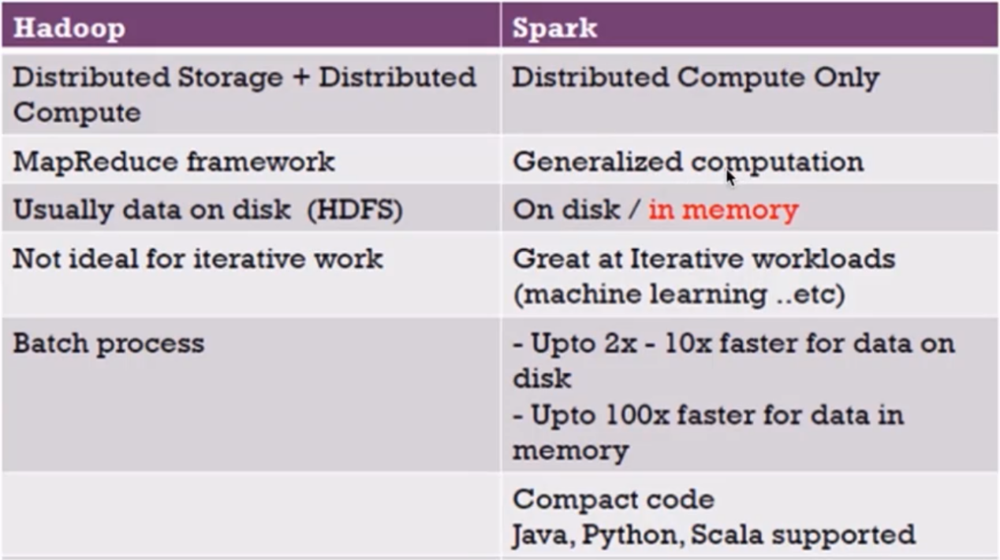 Hadoop
Spark
Distributed Storage + Distributed
Compute
Distributed Compute Only
MapReduce framework
Generalized computation
Usually data on disk (HDFS)
On disk / in memory
Not ideal for iterative work
Great at Iterative workloads
(machine learning ..etc)
Batch process
- Upto 2x - 10x faster for data on
disk
- Upto 100x faster for data in
memory
Compact code
Java, Python, Scala supported